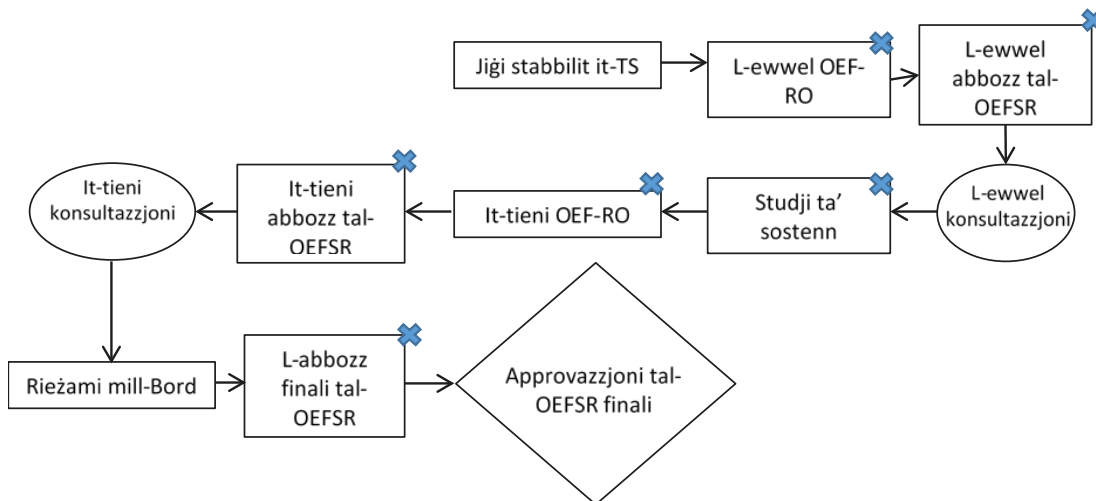 Jiġi stabbilit it-TS
L-ewwel OEF-
RO
L-ewwel
abbozz tal-
OEFSR
L-ewwel
konsultazzjoni
Studji ta’
sostenn
It-tieni OEF-RO
It-tieni
abbozz tal-
OEFSR
It-tieni
konsultazzjoni
Rieżami mill-Bord
L-abbozz
finali tal-
OEFSR
Approvazzjoni tal-
OEFSR finali